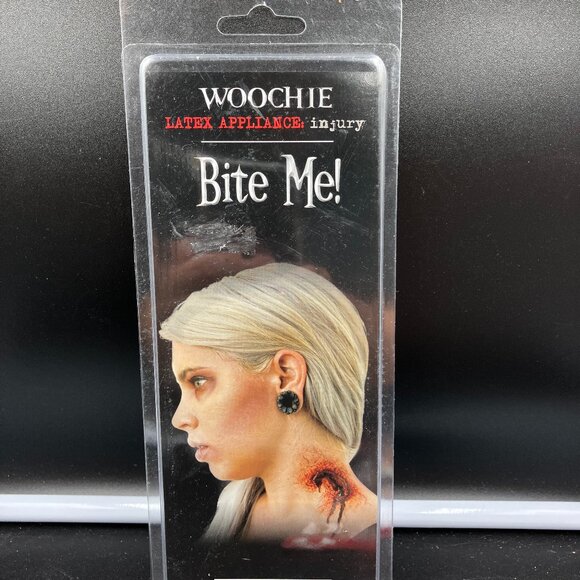 WOOCHIE
LATEX APPLIANCE: injury
Bite Me!